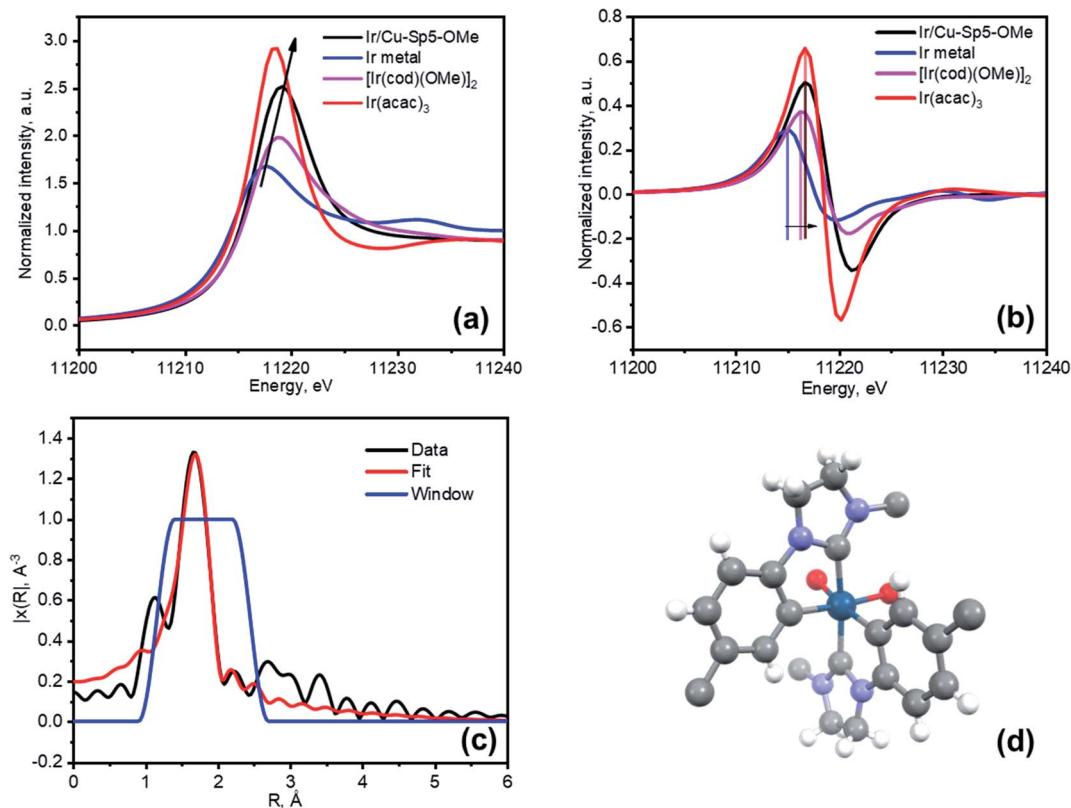 3.0
2.5
2.0
1.5
1.0
0.5
0.0
Normalized intensity, a.u.
Ir/Cu-Sp5-OMe
Ir metal
[Ir(cod)(OMe)]₂
Ir(acac)₃
(a)
11200
11210
11220
11230
11240
Energy, eV
0.8
0.6
0.4
0.2
0.0
-0.2
-0.4
-0.6
-0.8
Normalized intensity, a.u.
Ir/Cu-Sp5-OMe
Ir metal
[Ir(cod)(OMe)]₂
Ir(acac)₃
(b)
11200
11210
11220
11230
11240
Energy, eV
1.4
1.2
1.0
0.8
0.6
0.4
0.2
0.0
-0.2
|x(R|, A⁻³
Data
Fit
Window
(c)
0
1
2
3
4
5
6
R, Å
(d)